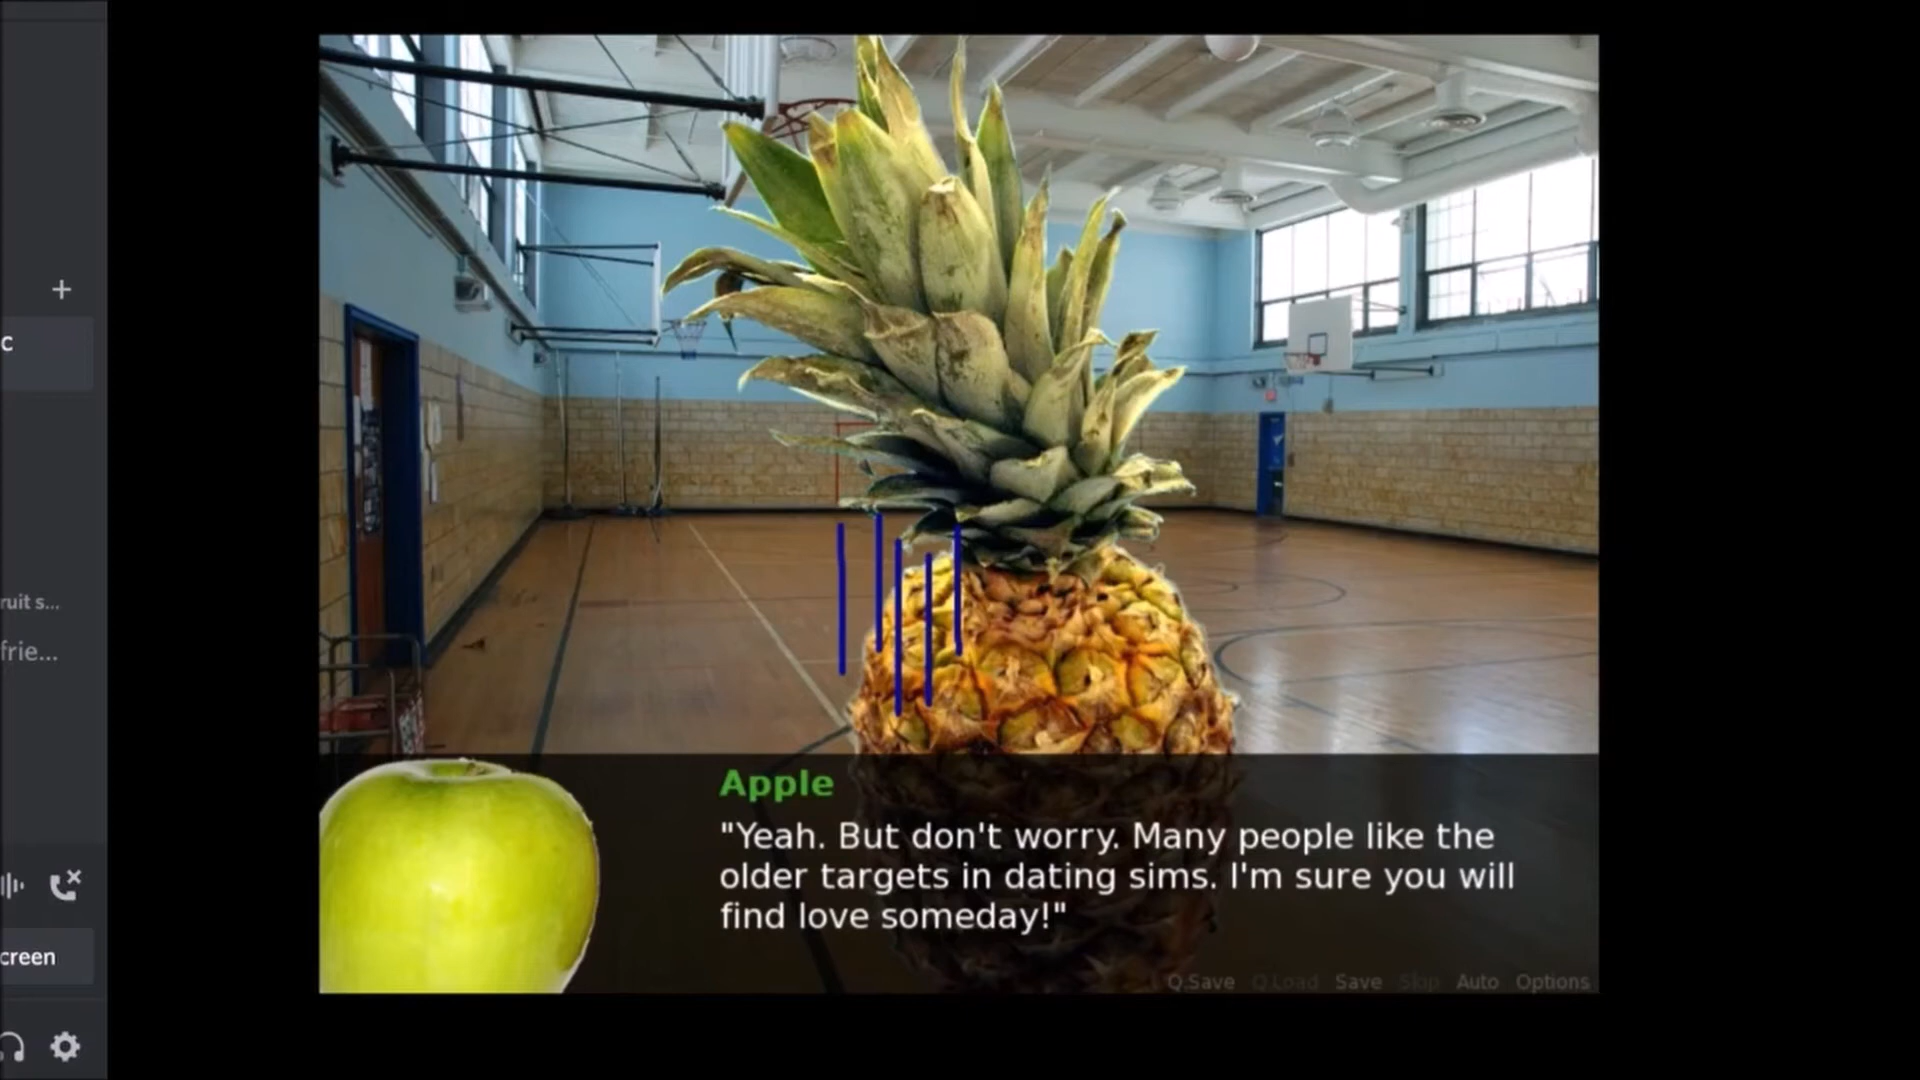 c
ruit s...
frie...
creen
Apple
"Yeah. But don't worry. Many people like the
older targets in dating sims. I'm sure you will
find love someday!"
Q.Save Q.Load Save Skip Auto Options